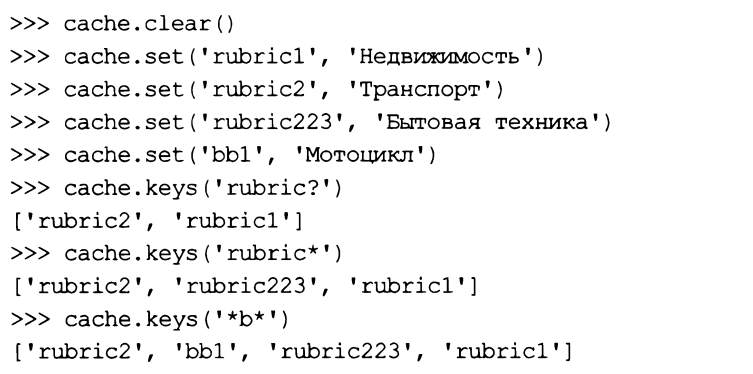 >>> cache.clear()
>>> cache.set('rubric1', 'Недвижимость')
>>> cache.set('rubric2', 'Транспорт')
>>> cache.set('rubric223', 'Бытовая техника')
>>> cache.set('bb1', 'Мотоцикл')
>>> cache.keys('rubric?')
['rubric2', 'rubric1']
>>> cache.keys('rubric*')
['rubric2', 'rubric223', 'rubric1']
>>> cache.keys('*b*')
['rubric2', 'bb1', 'rubric223', 'rubric1']